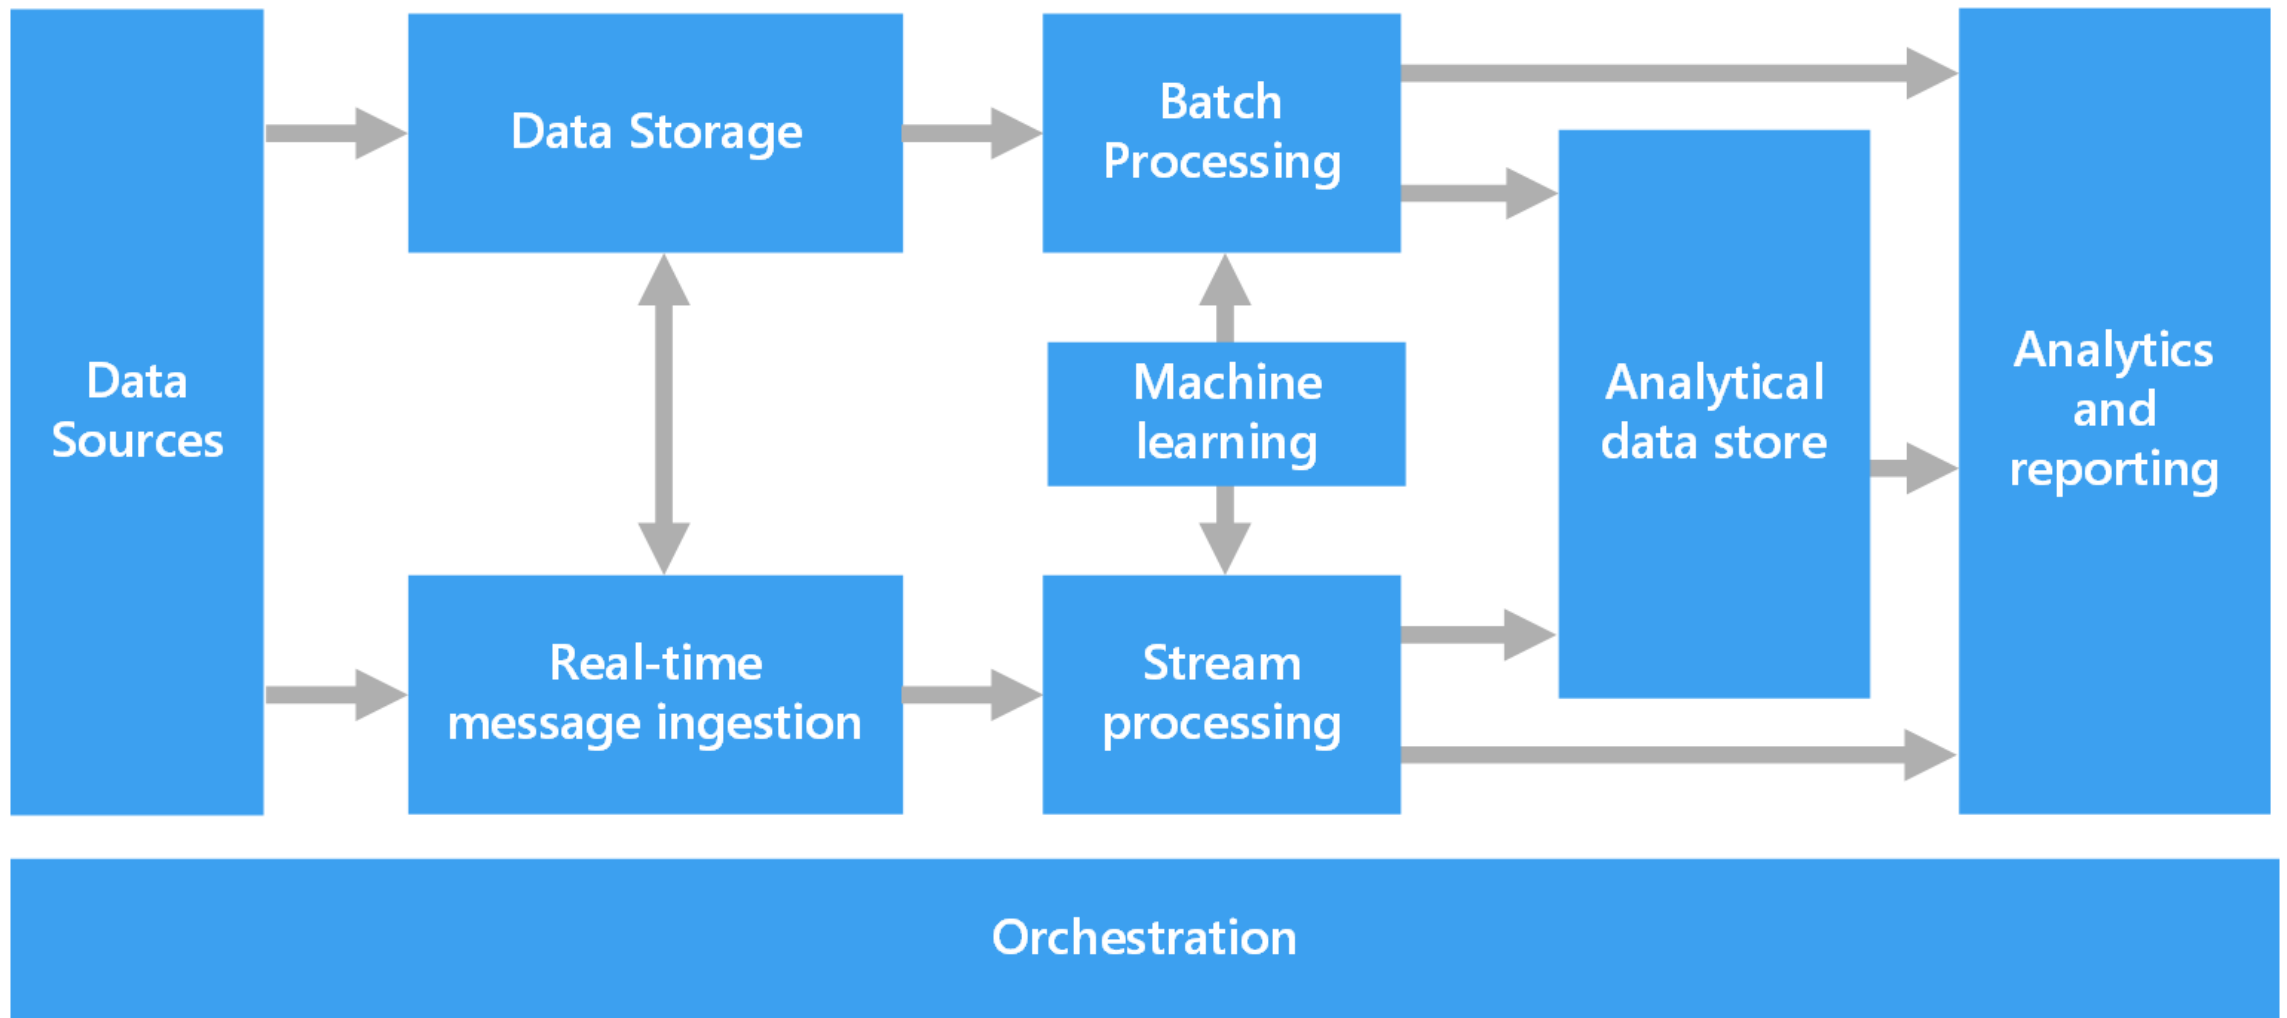 Data
Sources
Data Storage
Batch
Processing
Real-time
message ingestion
Machine
learning
Stream
processing
Analytical
data store
Analytics
and
reporting
Orchestration